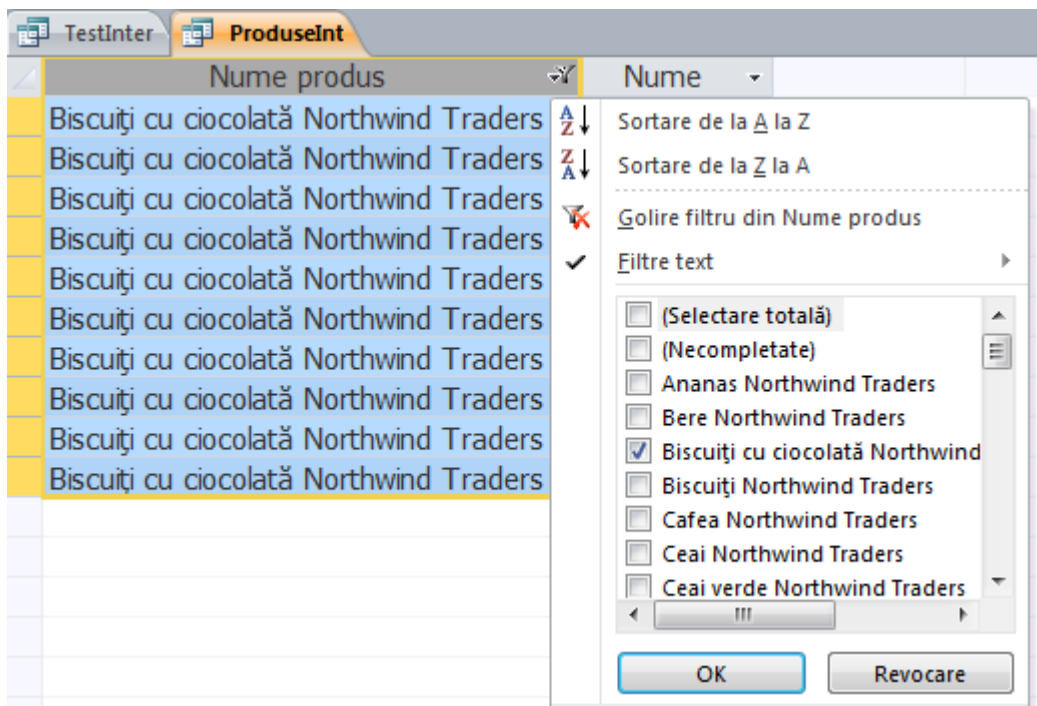 TestInter ProduseInt
Nume produs Nume
Biscuiţi cu ciocolată Northwind Traders
Biscuiţi cu ciocolată Northwind Traders
Biscuiţi cu ciocolată Northwind Traders
Biscuiţi cu ciocolată Northwind Traders
Biscuiţi cu ciocolată Northwind Traders
Biscuiţi cu ciocolată Northwind Traders
Biscuiţi cu ciocolată Northwind Traders
Biscuiţi cu ciocolată Northwind Traders
Biscuiţi cu ciocolată Northwind Traders
Biscuiţi cu ciocolată Northwind Traders
Sortare de la A la Z
Sortare de la Z la A
Golire filtru din Nume produs
Filtre text
(Selectare totală)
(Necompletate)
Ananas Northwind Traders
Bere Northwind Traders
Biscuiţi cu ciocolată Northwind
Biscuiţi Northwind Traders
Cafea Northwind Traders
Ceai Northwind Traders
Ceai verde Northwind Traders
OK Revocare